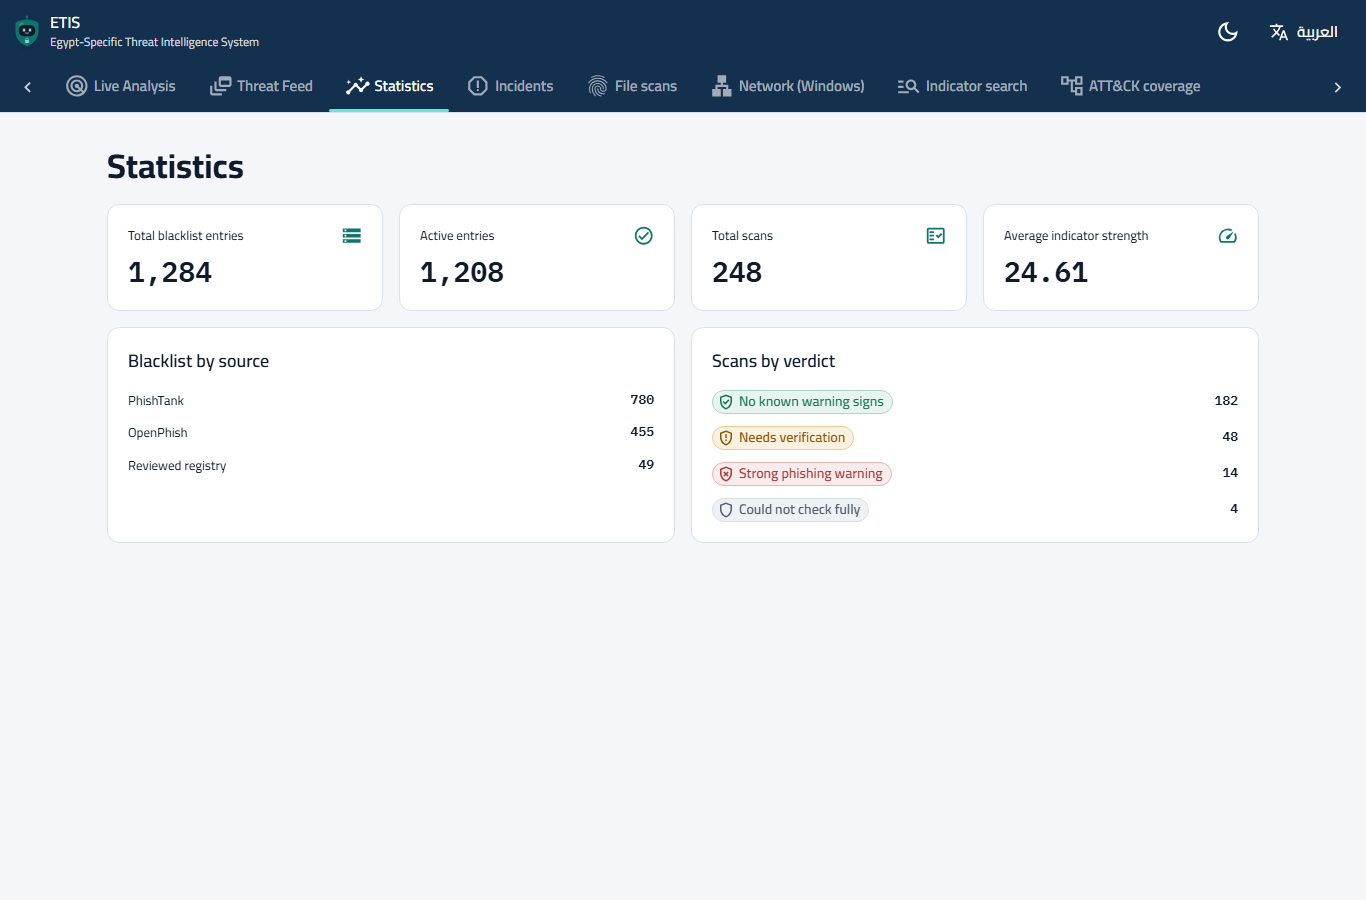 ETIS
Egypt-Specific Threat Intelligence System
العربية
Live Analysis
Threat Feed
Statistics
Incidents
File scans
Network (Windows)
Indicator search
ATT&CK coverage
Statistics
Total blacklist entries
1,284
Active entries
1,208
Total scans
248
Average indicator strength
24.61
Blacklist by source
PhishTank 780
OpenPhish 455
Reviewed registry 49
Scans by verdict
No known warning signs 182
Needs verification 48
Strong phishing warning 14
Could not check fully 4